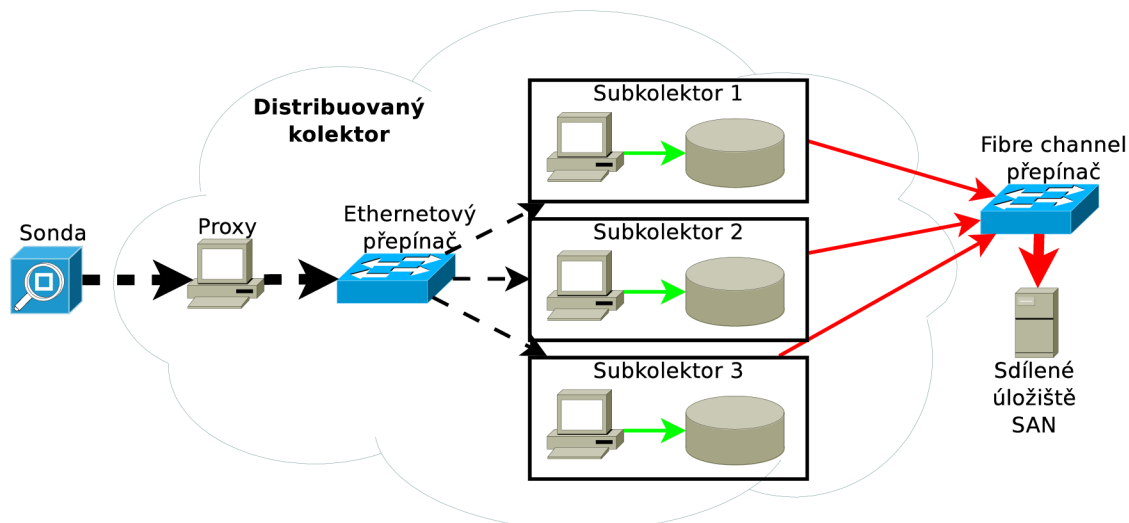 Distribuovaný
kolektor
Sonda
Proxy
Ethernetový
přepínač
Subkolektor 1
Subkolektor 2
Subkolektor 3
Fibre channel
přepínač
Sdílené
úložiště
SAN